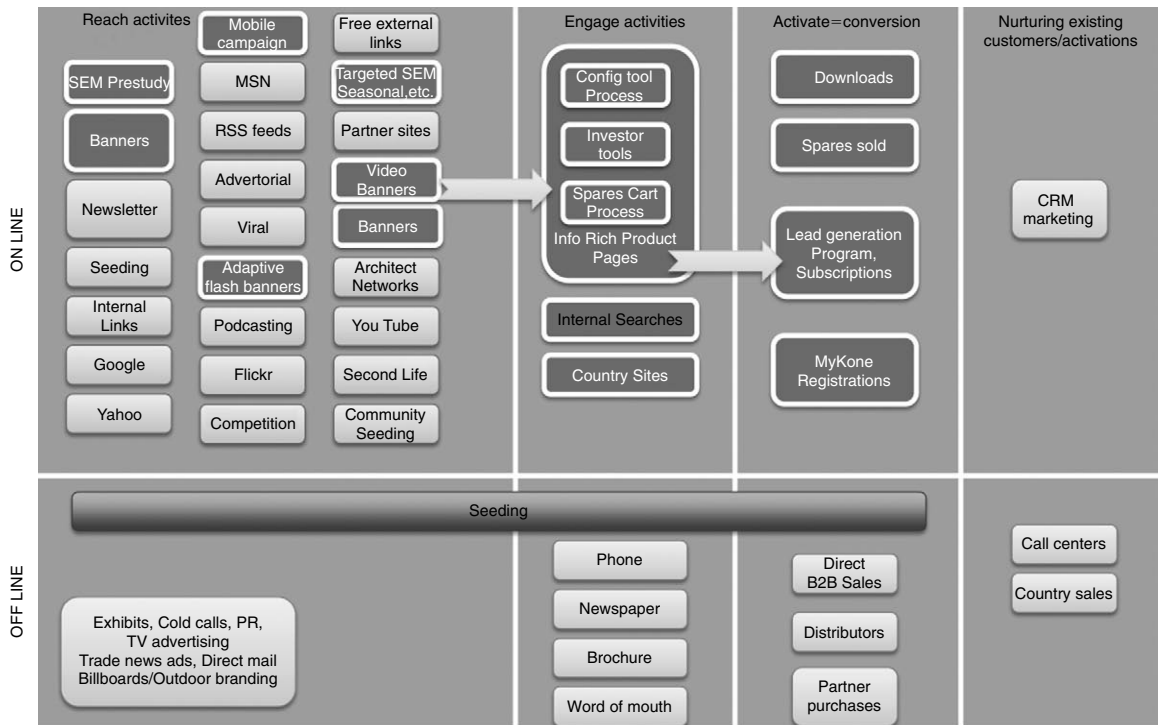 Reach activites
Mobile
campaign
Free external
links
SEM Prestudy
MSN
Targeted SEM
Seasonal,etc.
Banners
RSS feeds
Partner sites
Newsletter
Advertorial
Video
Banners
Viral
Banners
Seeding
Adaptive
flash banners
Architect
Networks
Internal
Links
Podcasting
You Tube
Google
Flickr
Second Life
Yahoo
Competition
Community
Seeding
Engage activities
Config tool
Process
Investor
tools
Spares Cart
Process
Info Rich Product
Pages
Internal Searches
Country Sites
Activate=conversion
Downloads
Spares sold
Lead generation
Program,
Subscriptions
MyKone
Registrations
Nurturing existing
customers/activations
CRM
marketing
ON LINE
OFF LINE
Seeding
Exhibits, Cold calls, PR,
TV advertising
Trade news ads, Direct mail
Billboards/Outdoor branding
Phone
Newspaper
Brochure
Word of mouth
Direct
B2B Sales
Distributors
Partner
purchases
Call centers
Country sales